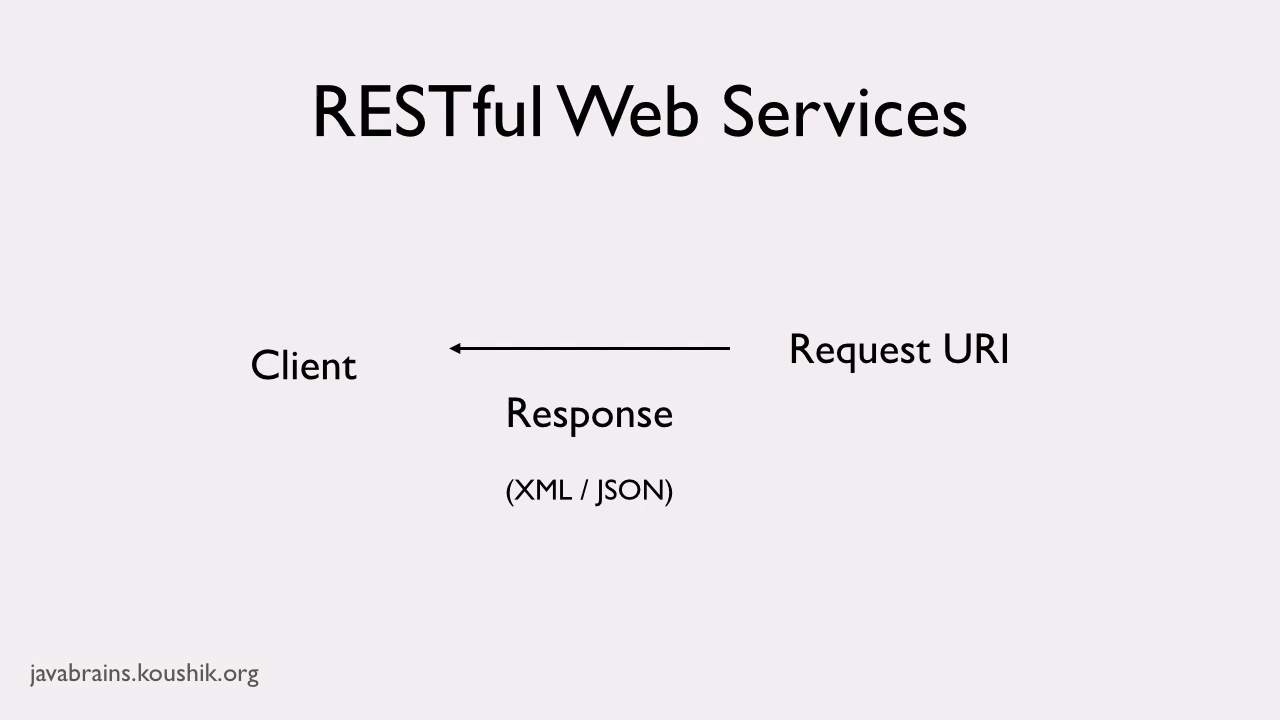 RESTful Web Services
Client
Request URI
Response
(XML / JSON)
javabrains.koushik.org